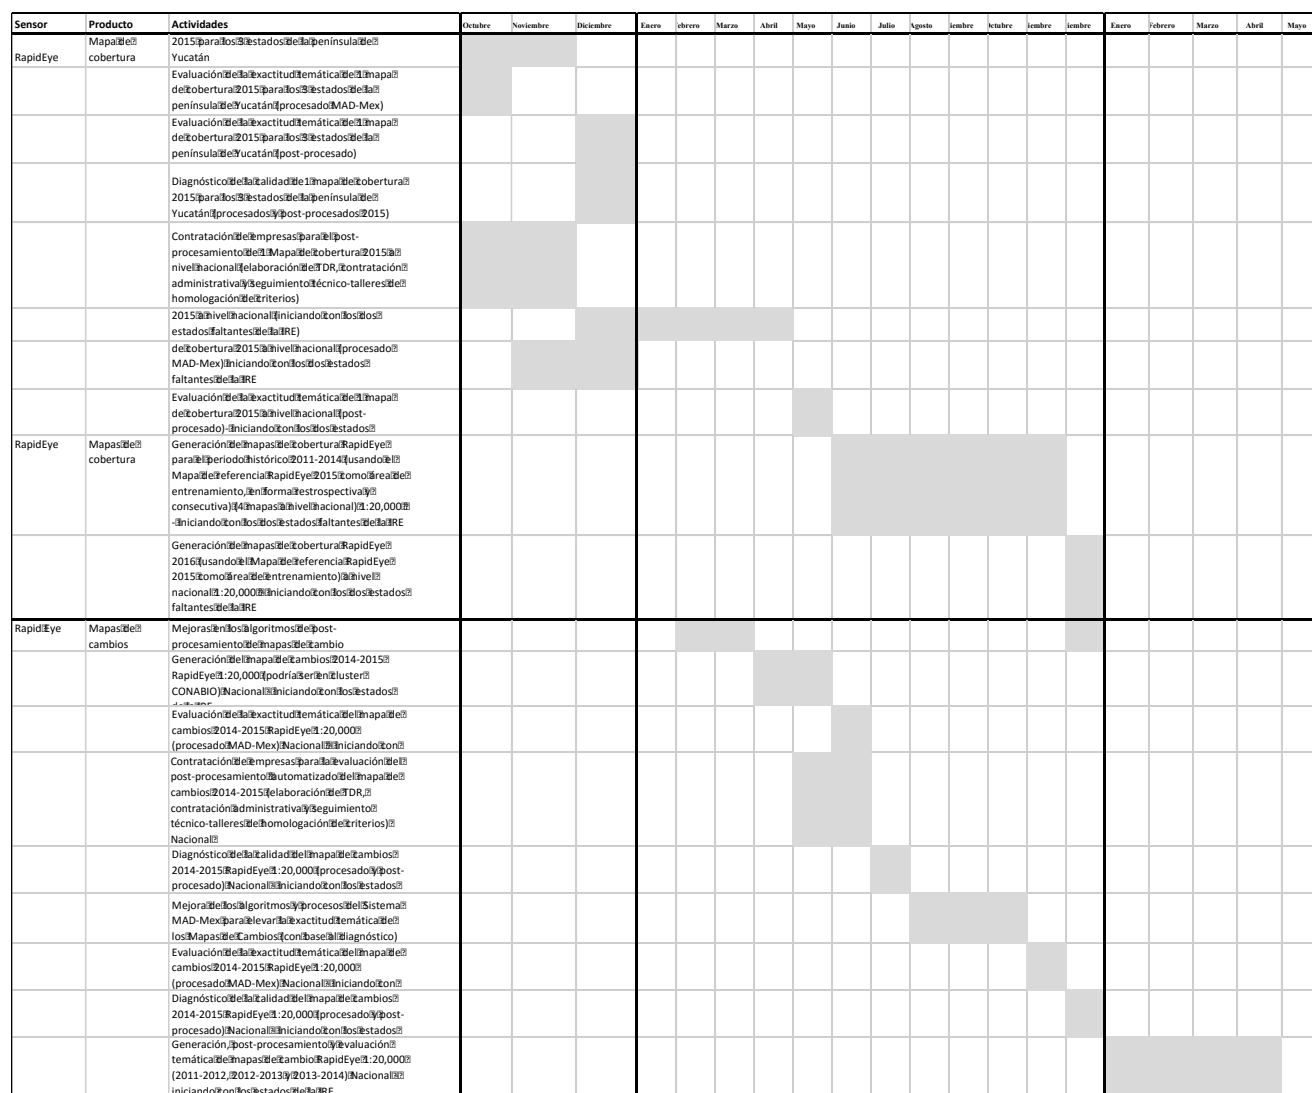 Sensor Producto Actividades Octubre Noviembre Diciembre Enero ebrero Marzo Abril Mayo Junio Julio Agosto iembre Octubre iembre iembre Enero Febrero Marzo Abril Mayo
RapidEye
Mapa de
cobertura
2015 para los 3 estados de la península de
Yucatán
Evaluación de la exactitud temática de 1 mapa
de cobertura 2015 para los 3 estados de la
península de Yucatán (procesado MAD-Mex)
Evaluación de la exactitud temática de 1 mapa
de cobertura 2015 para los 3 estados de la
península de Yucatán (post-procesado)
Diagnóstico de la calidad de 1 mapa de cobertura
2015 para los 3 estados de la península de
Yucatán (procesados y post-procesados 2015)
Contratación de empresas para el post-
procesamiento de 1 Mapa de cobertura 2015 a
nivel nacional (elaboración de TDR, contratación
administrativa y seguimiento técnico-talleres de
homologación de criterios)
2015 a nivel nacional (iniciando con los dos
estados faltantes de la IRE)
de cobertura 2015 a nivel nacional (procesado
MAD-Mex) Iniciando con los dos estados
faltantes de la IRE
Evaluación de la exactitud temática de 1 mapa
de cobertura 2015 a nivel nacional (post-
procesado)- Iniciando con los dos estados
RapidEye
Mapas de
cobertura
Generación de mapas de cobertura RapidEye
para el periodo histórico 2011-2014 (usando el
Mapa de referencia RapidEye 2015 como área de
entrenamiento, en forma restrospectiva y
consecutiva) (4 mapas a nivel nacional) 1:20,000
- Iniciando con los dos estados faltantes de la IRE
Generación de mapas de cobertura RapidEye
2016 (usando el Mapa de referencia RapidEye
2015 como área de entrenamiento) a nivel
nacional 1:20,000 - Iniciando con los dos estados
faltantes de la IRE
Rapid Eye
Mapas de
cambios
Mejoras en los algoritmos de post-
procesamiento de mapas de cambio
Generación del mapa de cambios 2014-2015
RapidEye 1:20,000 (podría ser en cluster
CONABIO) Nacional - Iniciando con los estados
de la IRE
Evaluación de la exactitud temática del mapa de
cambios 2014-2015 RapidEye 1:20,000
(procesado MAD-Mex) Nacional - Iniciando con
Contratación de empresas para la evaluación del
post-procesamiento automatizado del mapa de
cambios 2014-2015 (elaboración de TDR,
contratación administrativa y seguimiento
técnico-talleres de homologación de criterios)
Nacional
Diagnóstico de la calidad del mapa de cambios
2014-2015 RapidEye 1:20,000 (procesado y post-
procesado) Nacional - Iniciando con los estados
Mejora de los algoritmos y procesos del Sistema
MAD-Mex para elevar la exactitud temática de
los Mapas de Cambios (con base al diagnóstico)
Evaluación de la exactitud temática del mapa de
cambios 2014-2015 RapidEye 1:20,000
(procesado MAD-Mex) Nacional - Iniciando con
Diagnóstico de la calidad del mapa de cambios
2014-2015 RapidEye 1:20,000 (procesado y post-
procesado) Nacional - Iniciando con los estados
Generación, post-procesamiento y evaluación
temática de mapas de cambio RapidEye 1:20,000
(2011-2012, 2012-2013 y 2013-2014) Nacional -
iniciando con los estados de la IRE